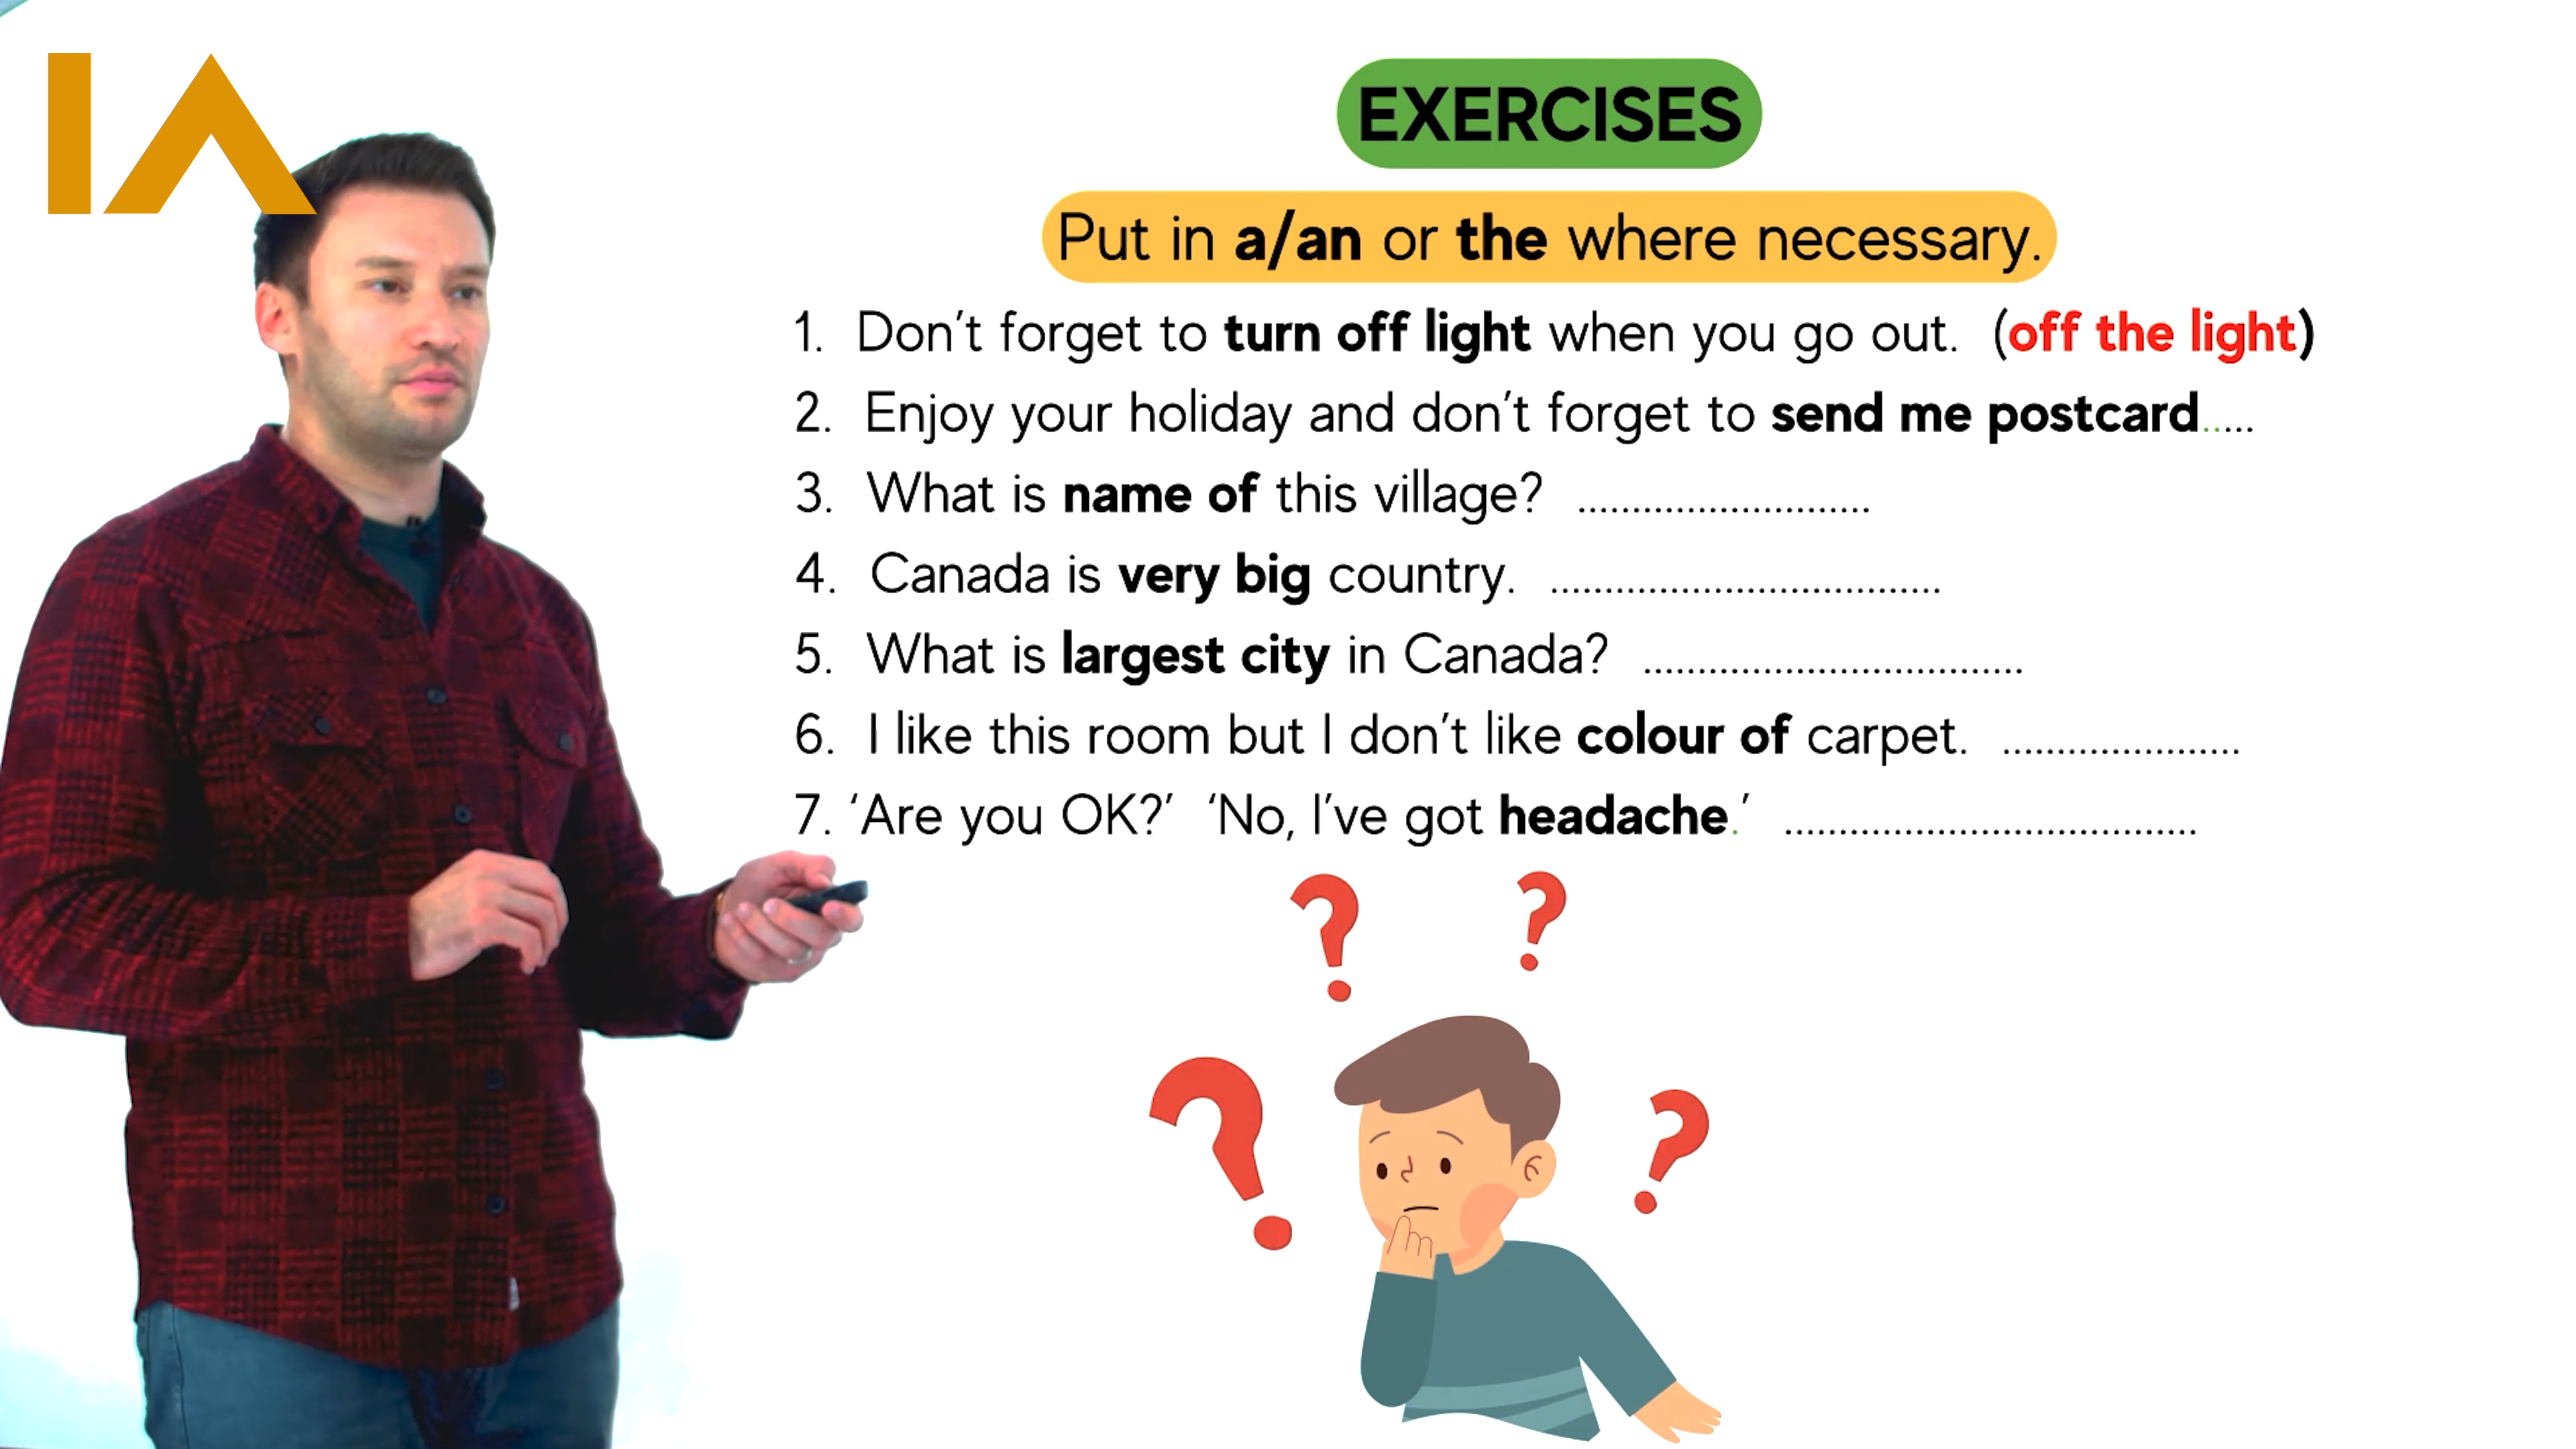 IA
EXERCISES
Put in a/an or the where necessary.
1. Don't forget to turn off light when you go out. (off the light)
2. Enjoy your holiday and don't forget to send me postcard.....
3. What is name of this village? ...........................
4. Canada is very big country. ....................................
5. What is largest city in Canada? ...................................
6. I like this room but I don't like colour of carpet. ......................
7. ‘Are you OK?’ ‘No, I've got headache.’ ......................................